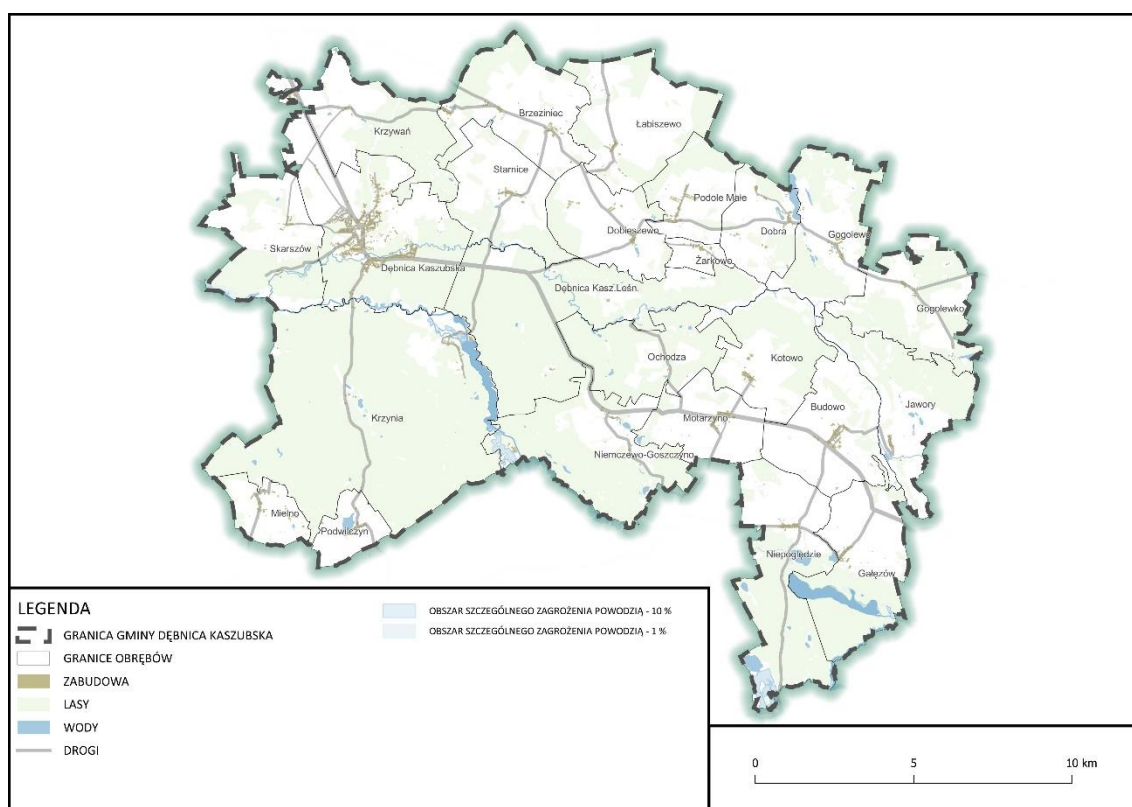 Brzeziniec
Łabiszewo
Krzywań
Starnice
Podole Małe
Dobieszewo
Dobra
Gogolewo
Skarszów
Żarkowo
Dębnica Kaszubska
Dębnica Kasz.Leśn.
Gogolewko
Ochodza
Kotowo
Krzynia
Motarzyno
Budowo
Jawory
Niemczewo-Goszczyno
Mielno
Podwilczyn
Niepoględzie
Gałęzów
LEGENDA
GRANICA GMINY DĘBNICA KASZUBSKA
GRANICE OBRĘBÓW
ZABUDOWA
LASY
WODY
DROGI
OBSZAR SZCZEGÓLNEGO ZAGROŻENIA POWODZIĄ - 10 %
OBSZAR SZCZEGÓLNEGO ZAGROŻENIA POWODZIĄ - 1 %
0 5 10 km